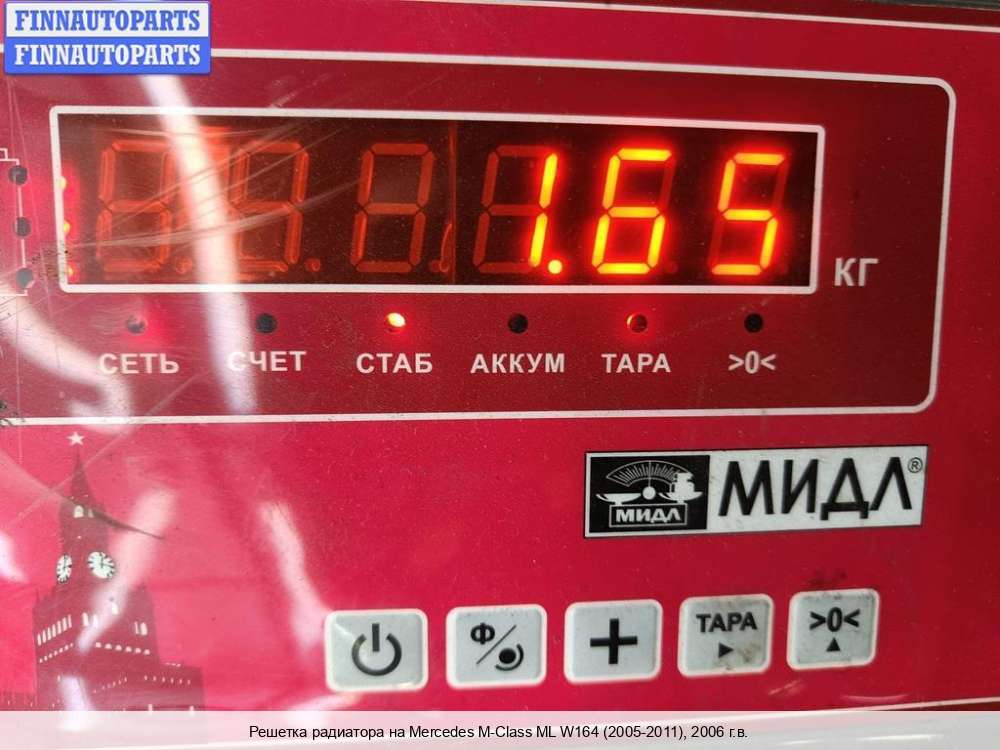 FINNAUTOPARTS
FINNAUTOPARTS
1.65
КГ
СЕТЬ СЧЕТ СТАБ АККУМ ТАРА >0<
МИДЛ МИДЛ®
Ф ТАРА >0<
Решетка радиатора на Mercedes M-Class ML W164 (2005-2011), 2006 г.в.